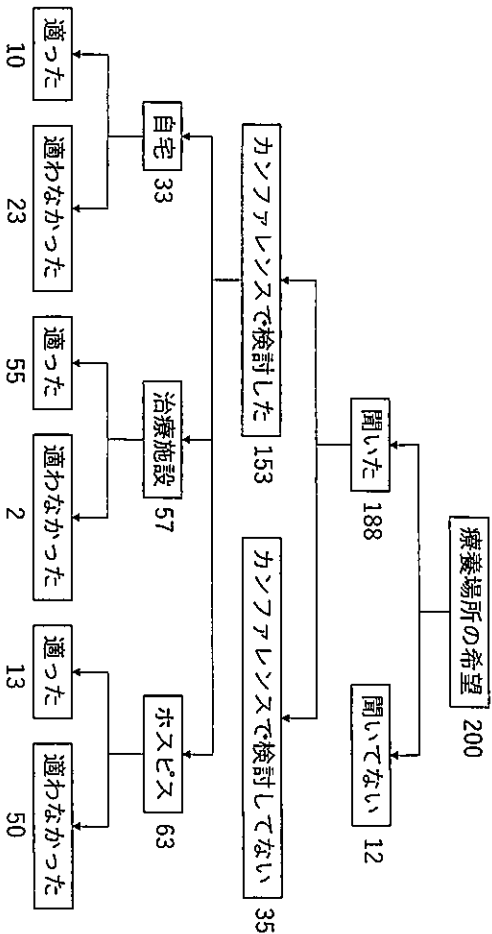 療養場所の希望 200
聞いた 188
聞いてない 12
カンファレンスで検討した 153
カンファレンスで検討してない 35
自宅 33
治療施設 57
ホスピス 63
適った 10
適わなかった 23
適った 55
適わなかった 2
適った 13
適わなかった 50